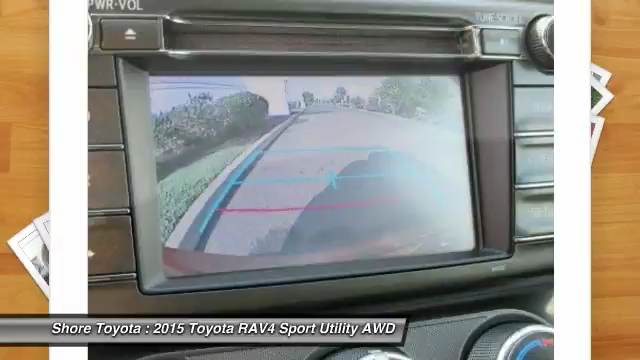 PWR•VOL
TUNE•SCROLL
Shore Toyota : 2015 Toyota RAV4 Sport Utility AWD